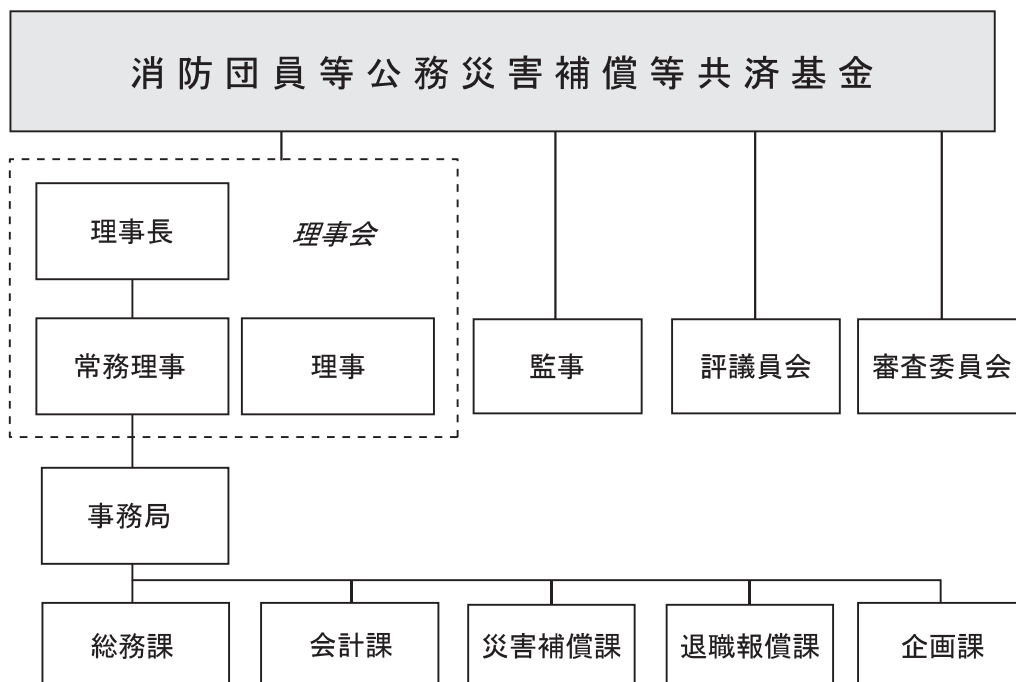 消防団員等公務災害補償等共済基金
理事長
理事会
常務理事
理事
監事
評議員会
審査委員会
事務局
総務課
会計課
災害補償課
退職報償課
企画課